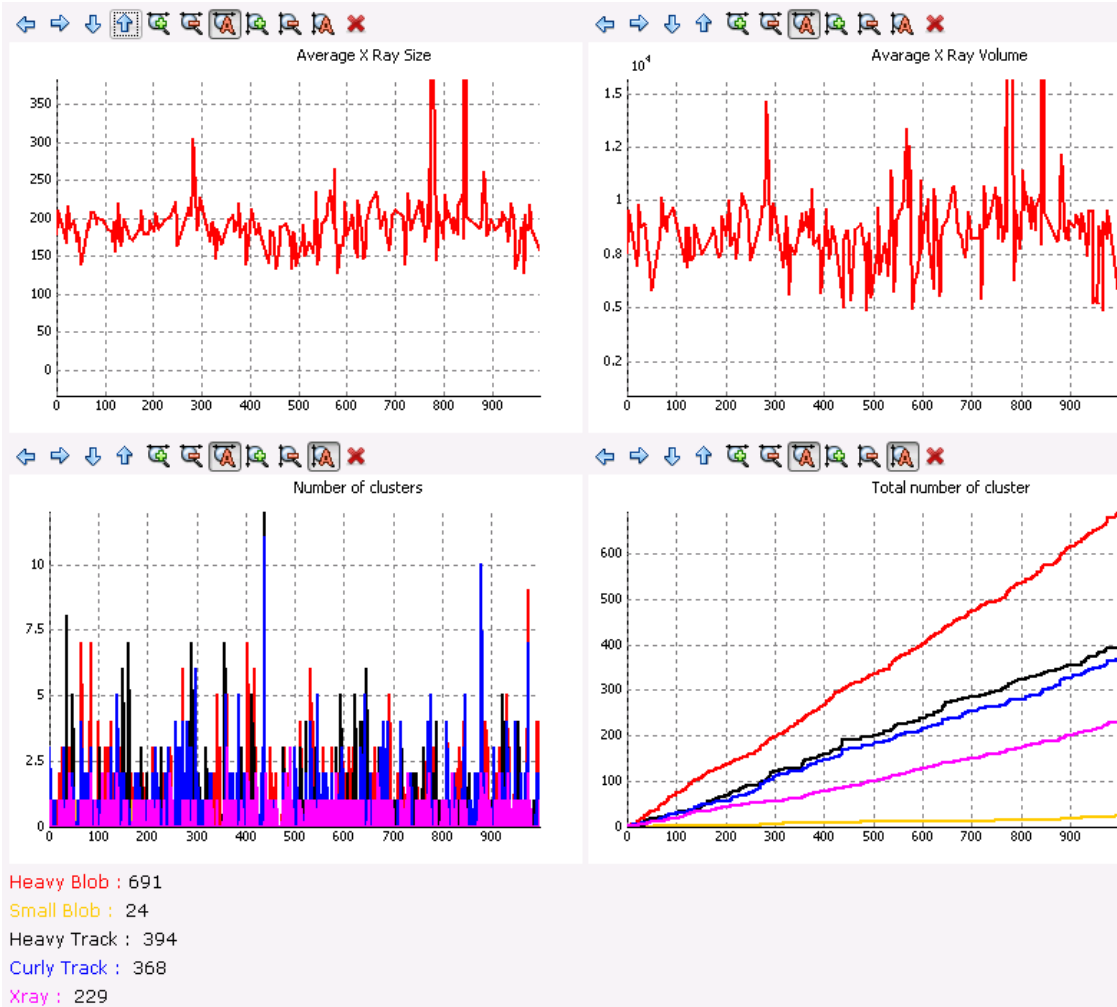 Average X Ray Size
350
300
250
200
150
100
50
0
0 100 200 300 400 500 600 700 800 900
Avarage X Ray Volume
10^4
1.5
1.2
1
0.8
0.5
0.2
0 100 200 300 400 500 600 700 800 900
Number of clusters
10
7.5
5
2.5
0
0 100 200 300 400 500 600 700 800 900
Total number of cluster
600
500
400
300
200
100
0
0 100 200 300 400 500 600 700 800 900
Heavy Blob : 691
Small Blob : 24
Heavy Track : 394
Curly Track : 368
Xray : 229